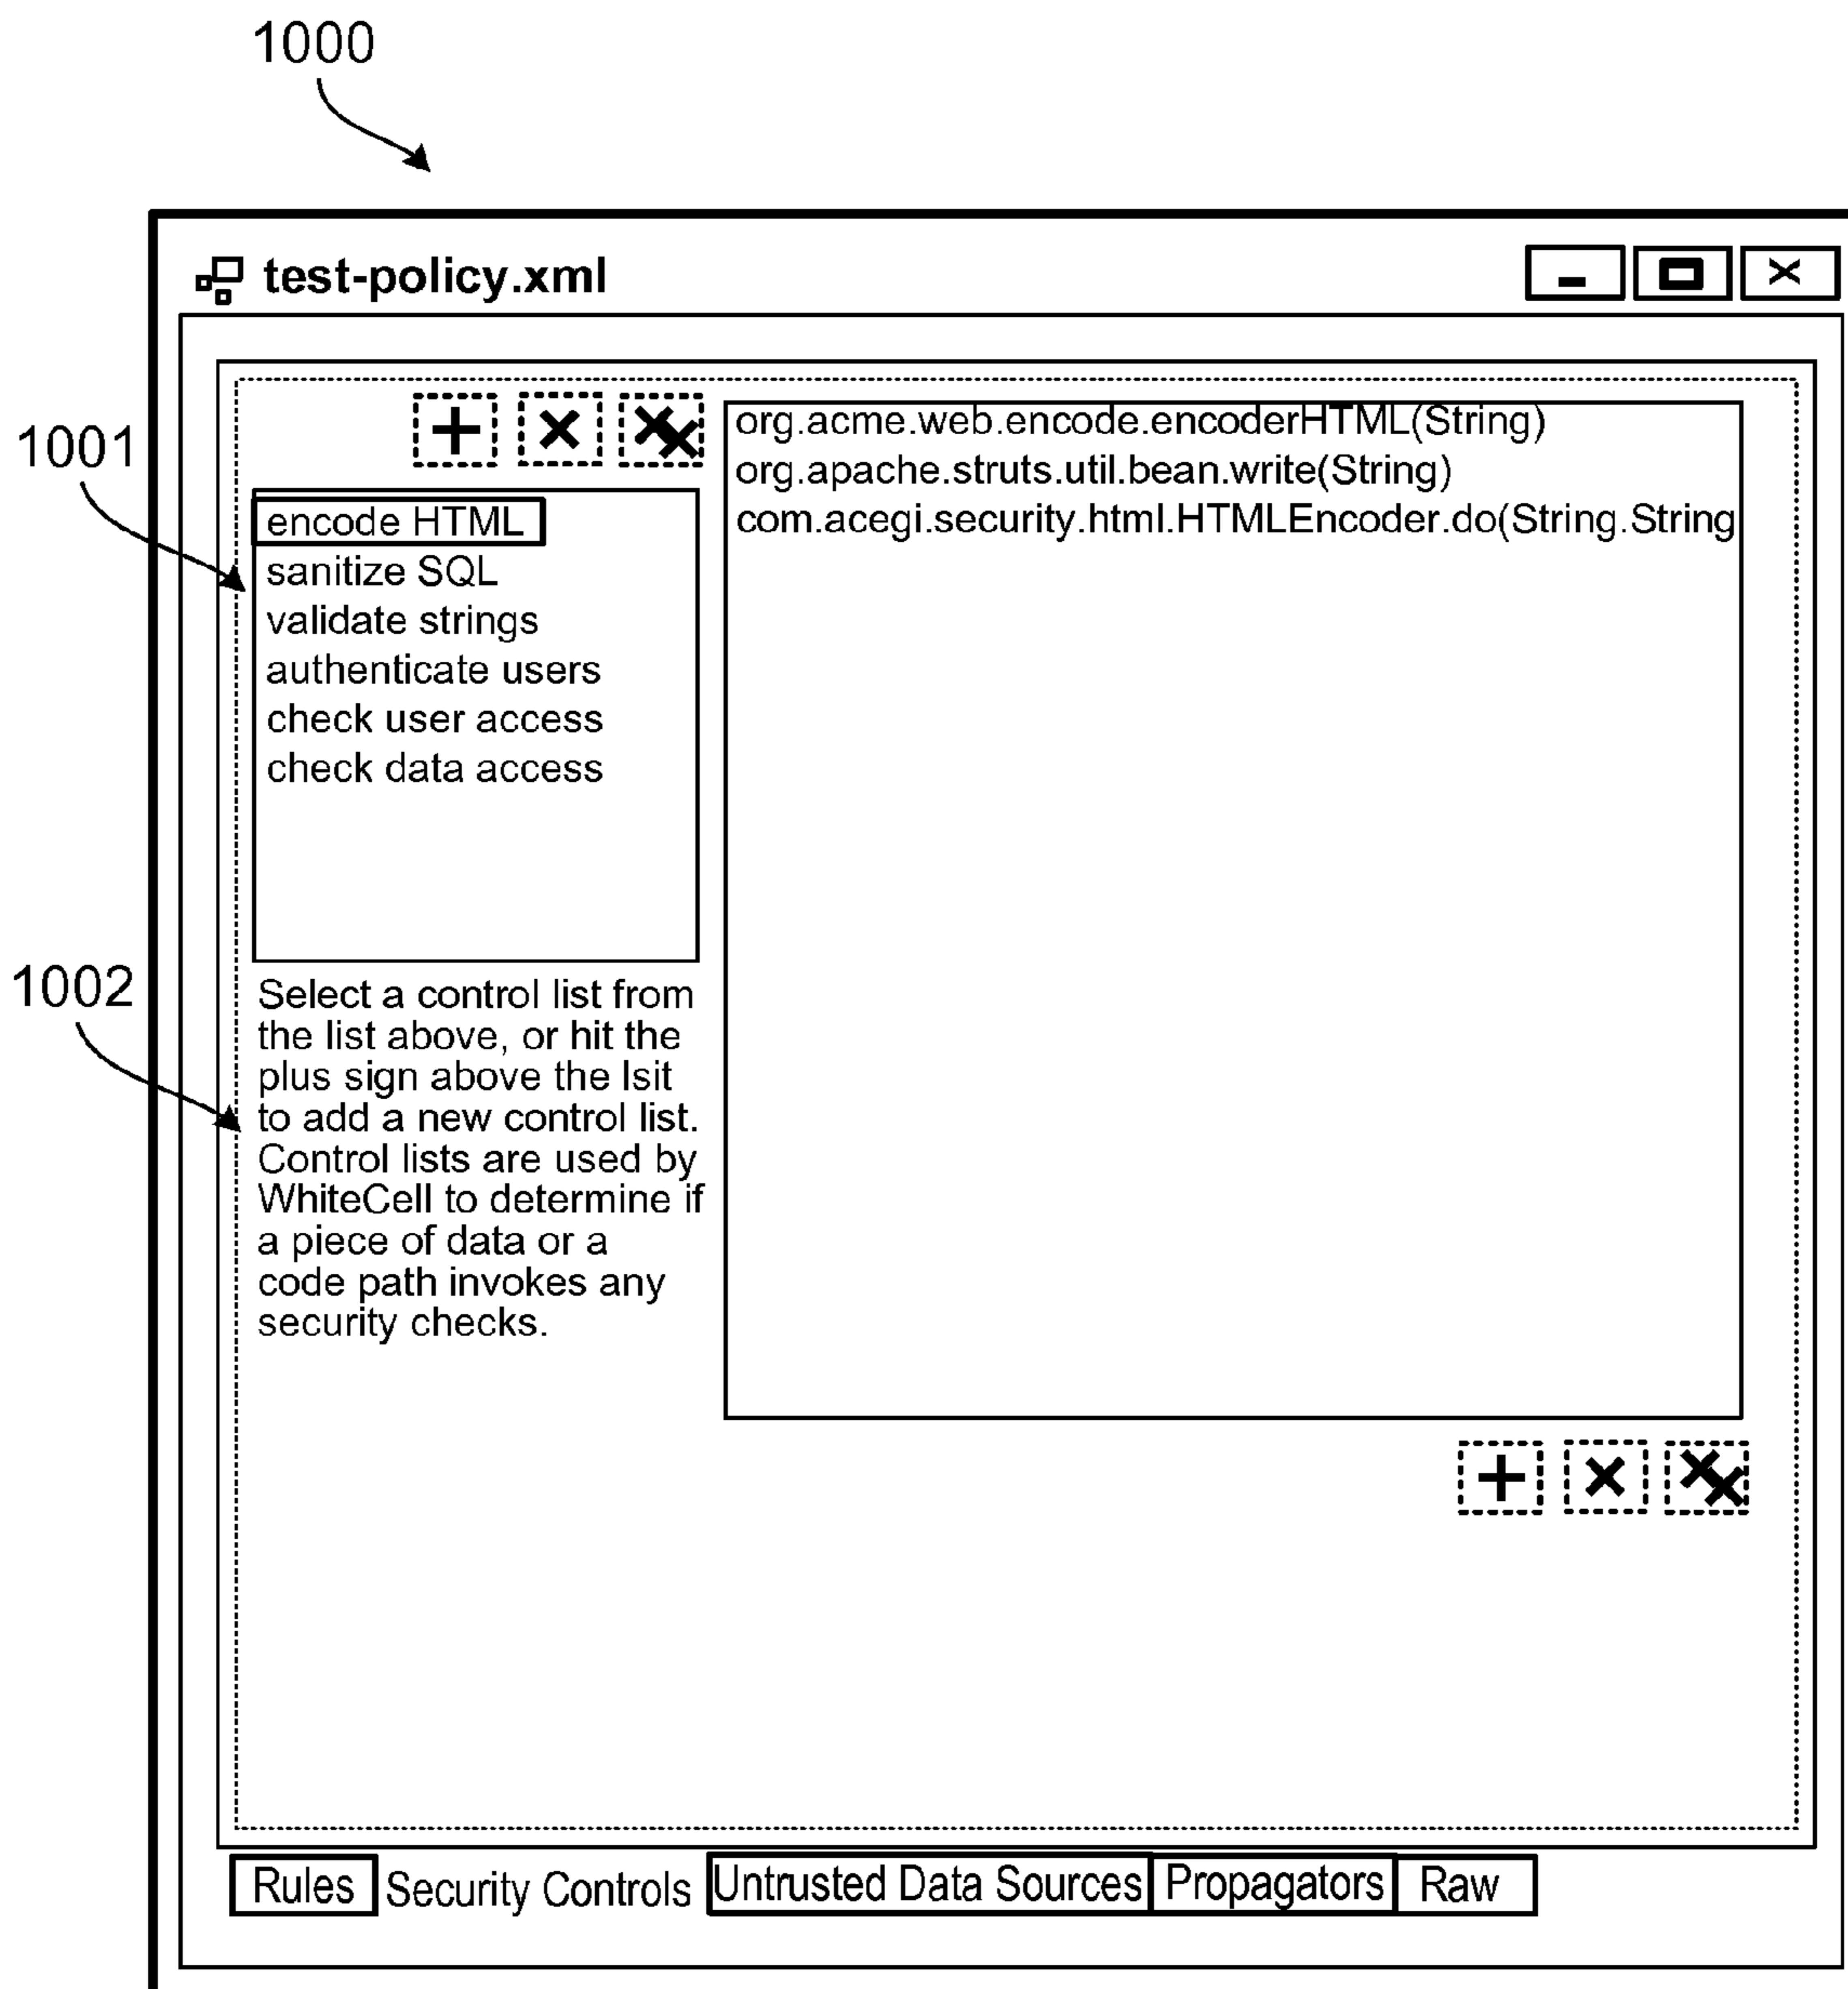 1000
test-policy.xml
1001
encode HTML
sanitize SQL
validate strings
authenticate users
check user access
check data access
org.acme.web.encode.encoderHTML(String)
org.apache.struts.util.bean.write(String)
com.acegi.security.html.HTMLEncoder.do(String.String
1002
Select a control list from
the list above, or hit the
plus sign above the lsit
to add a new control list.
Control lists are used by
WhiteCell to determine if
a piece of data or a
code path invokes any
security checks.
Rules Security Controls Untrusted Data Sources Propagators Raw